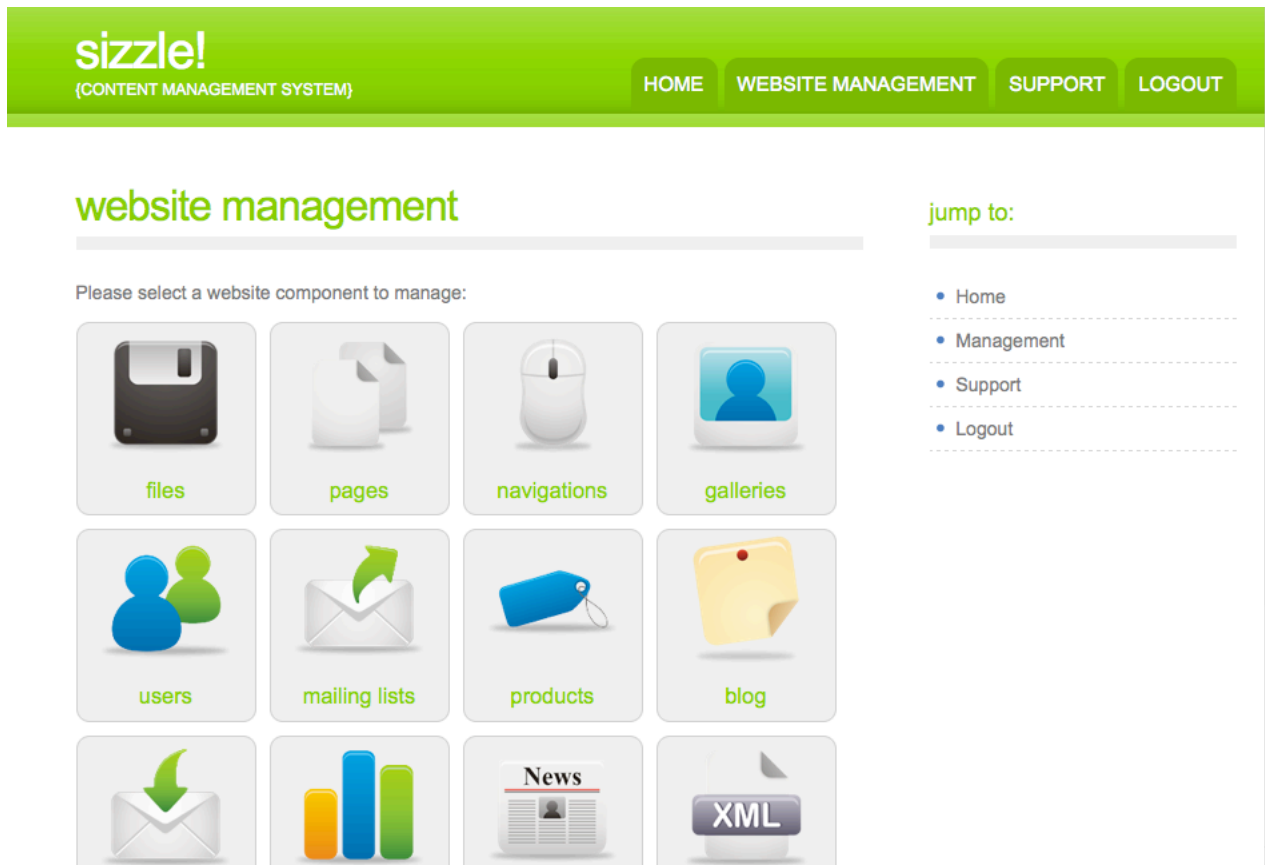 sizzle!
{CONTENT MANAGEMENT SYSTEM}
HOME
WEBSITE MANAGEMENT
SUPPORT
LOGOUT
website management
Please select a website component to manage:
files
pages
navigations
galleries
users
mailing lists
products
blog
News
XML
jump to:
Home
Management
Support
Logout